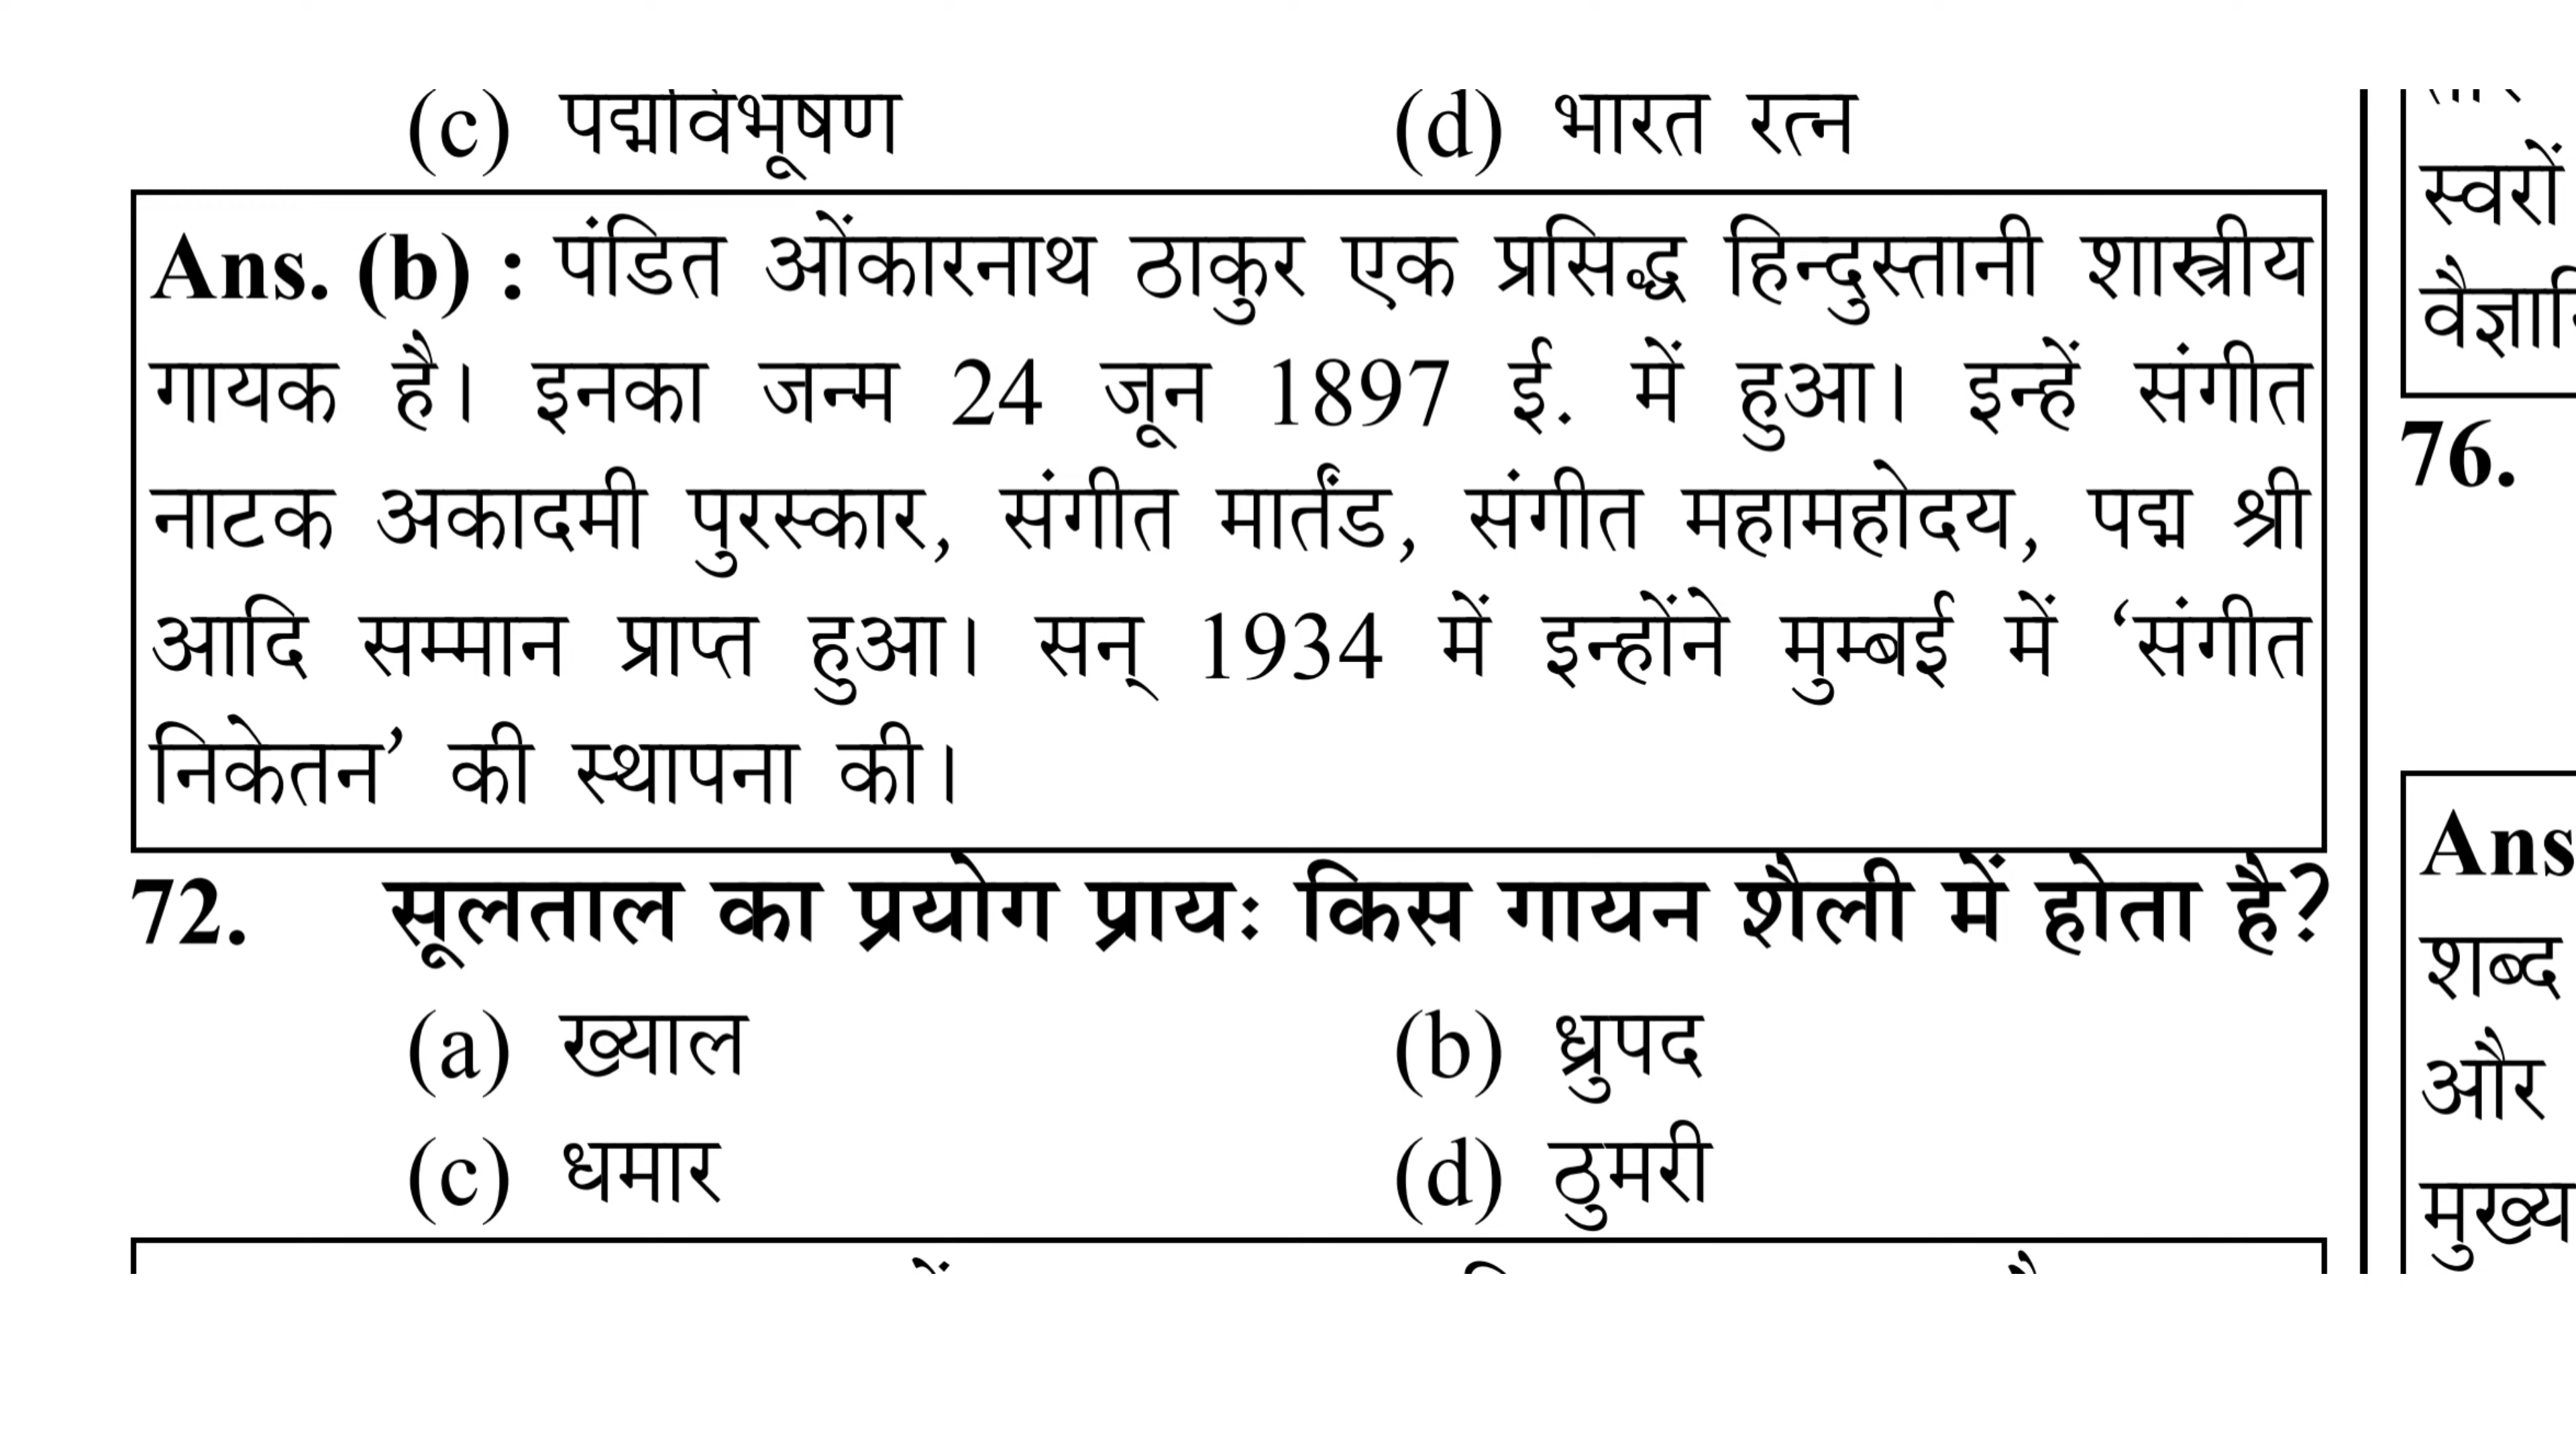 (c) पद्मविभूषण (d) भारत रत्न
Ans. (b) : पंडित ओंकारनाथ ठाकुर एक प्रसिद्ध हिन्दुस्तानी शास्त्रीय
गायक है। इनका जन्म 24 जून 1897 ई. में हुआ। इन्हें संगीत
नाटक अकादमी पुरस्कार, संगीत मार्तंड, संगीत महामहोदय, पद्म श्री
आदि सम्मान प्राप्त हुआ। सन् 1934 में इन्होंने मुम्बई में ‘संगीत
निकेतन’ की स्थापना की।
72. सूलताल का प्रयोग प्रायः किस गायन शैली में होता है?
(a) ख्याल (b) ध्रुपद
(c) धमार (d) ठुमरी
स्वरों
76.
Ans
शब्द
और
मुख्य